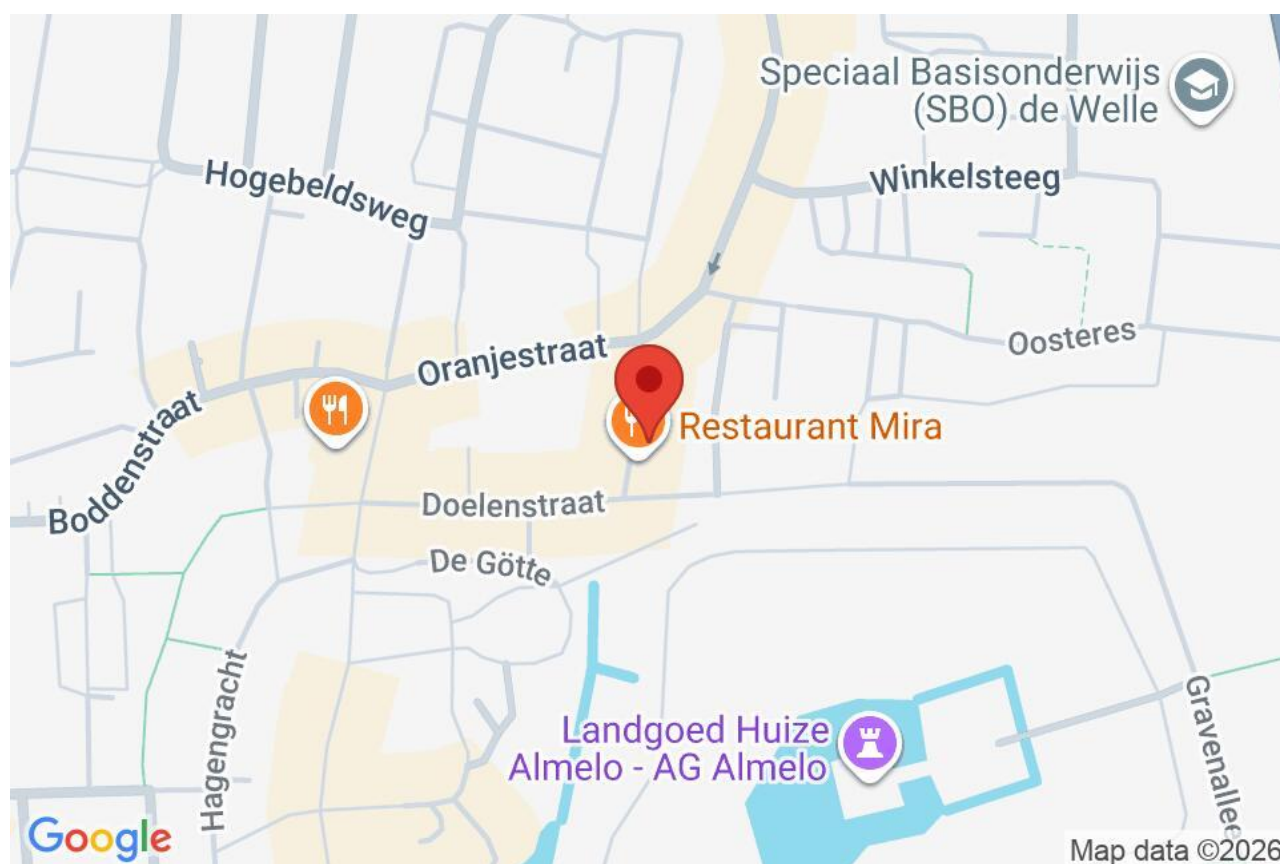 Speciaal Basisonderwijs
(SBO) de Welle
Hogebeldsweg
Winkelsteeg
Oosteres
Oranjestraat
Boddenstraat
Restaurant Mira
Doelenstraat
De Götte
Hagengracht
Landgoed Huize
Almelo - AG Almelo
Gravenallee
Google
Map data ©2026